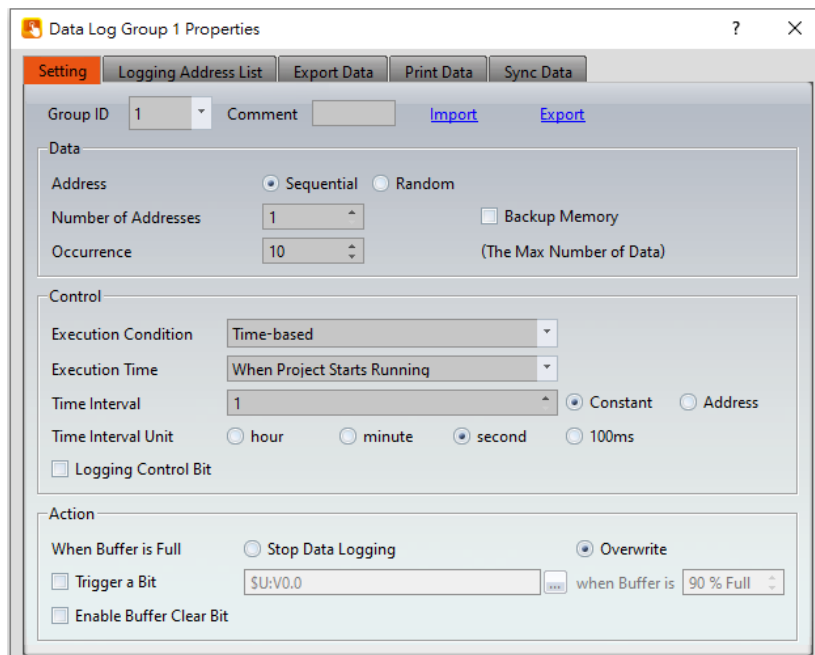 Data Log Group 1 Properties ?
Setting Logging Address List Export Data Print Data Sync Data
Group ID 1 Comment Import Export
Data
Address Sequential Random
Number of Addresses 1 Backup Memory
Occurrence 10 (The Max Number of Data)
Control
Execution Condition Time-based
Execution Time When Project Starts Running
Time Interval 1 Constant Address
Time Interval Unit hour minute second 100ms
Logging Control Bit
Action
When Buffer is Full Stop Data Logging Overwrite
Trigger a Bit $U:V0.0 ... when Buffer is 90 % Full
Enable Buffer Clear Bit